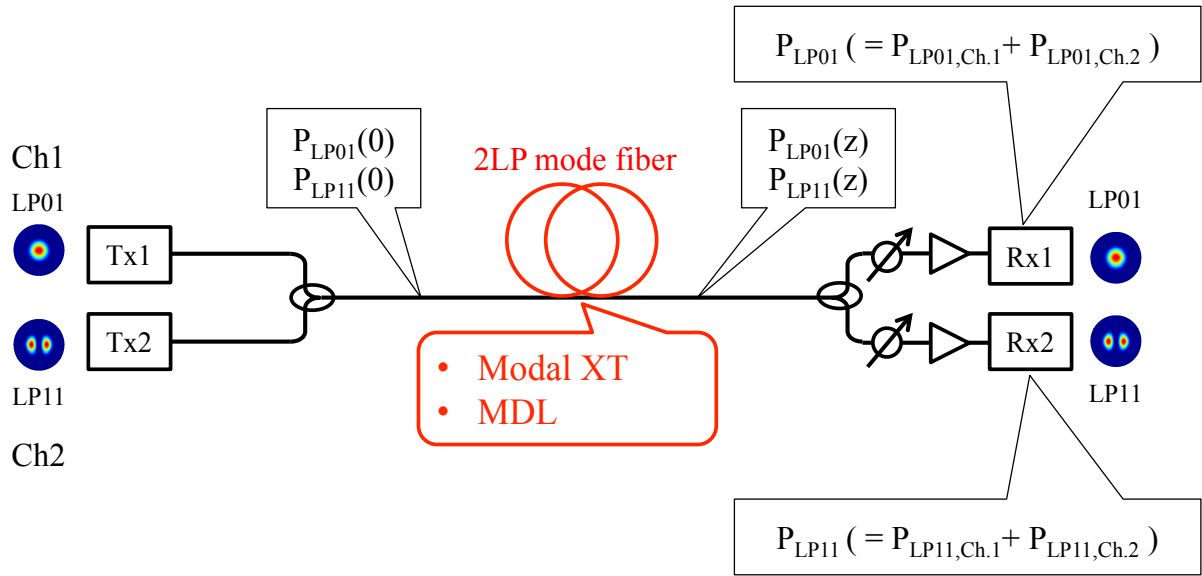 P_LP01 ( = P_LP01,Ch.1 + P_LP01,Ch.2 )
P_LP01(0)
P_LP11(0)
2LP mode fiber
P_LP01(z)
P_LP11(z)
Ch1
LP01
Tx1
Rx1
LP01
Tx2
Rx2
LP11
LP11
• Modal XT
• MDL
Ch2
P_LP11 ( = P_LP11,Ch.1 + P_LP11,Ch.2 )